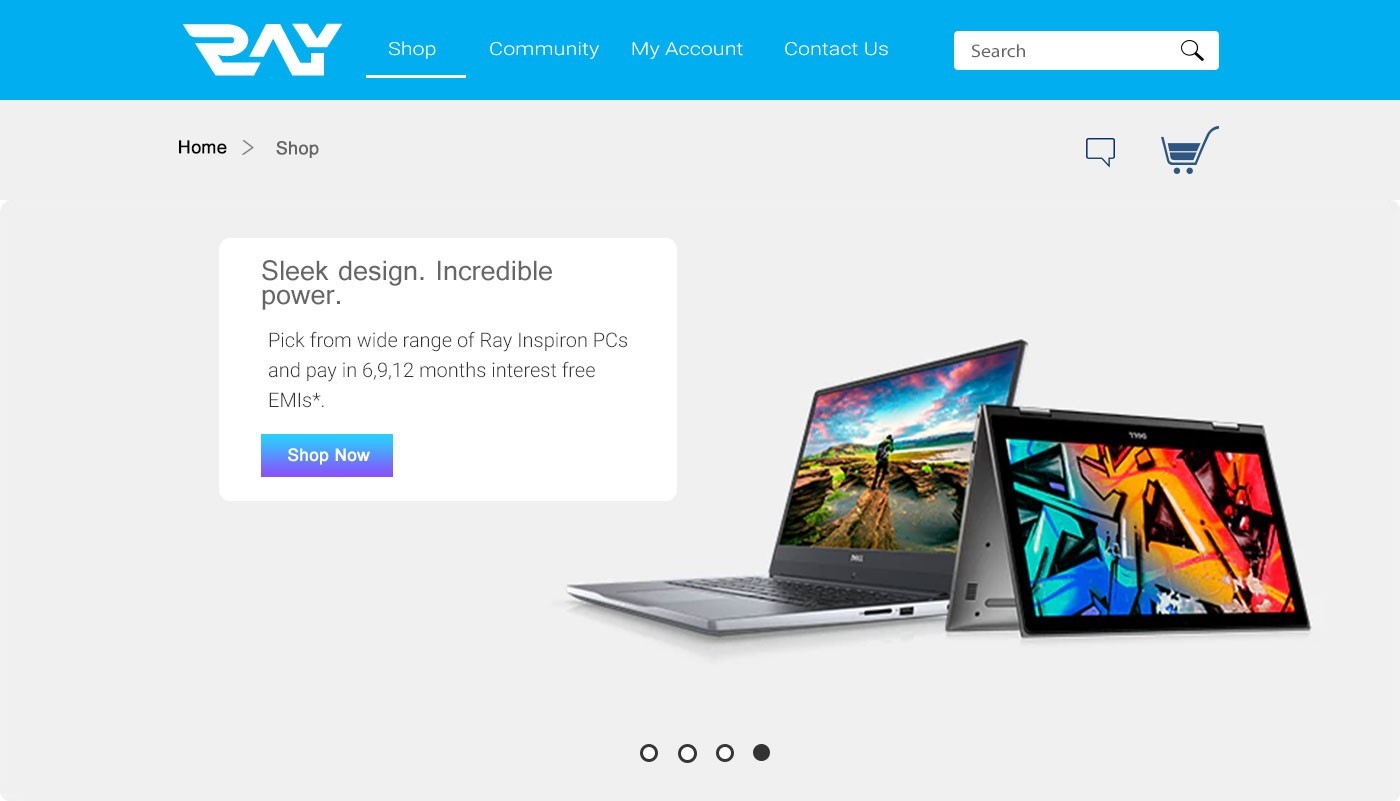 RAY
Shop
Community
My Account
Contact Us
Search
Home > Shop
Sleek design. Incredible
power.
Pick from wide range of Ray Inspiron PCs
and pay in 6,9,12 months interest free
EMIs*.
Shop Now
DELL
DELL